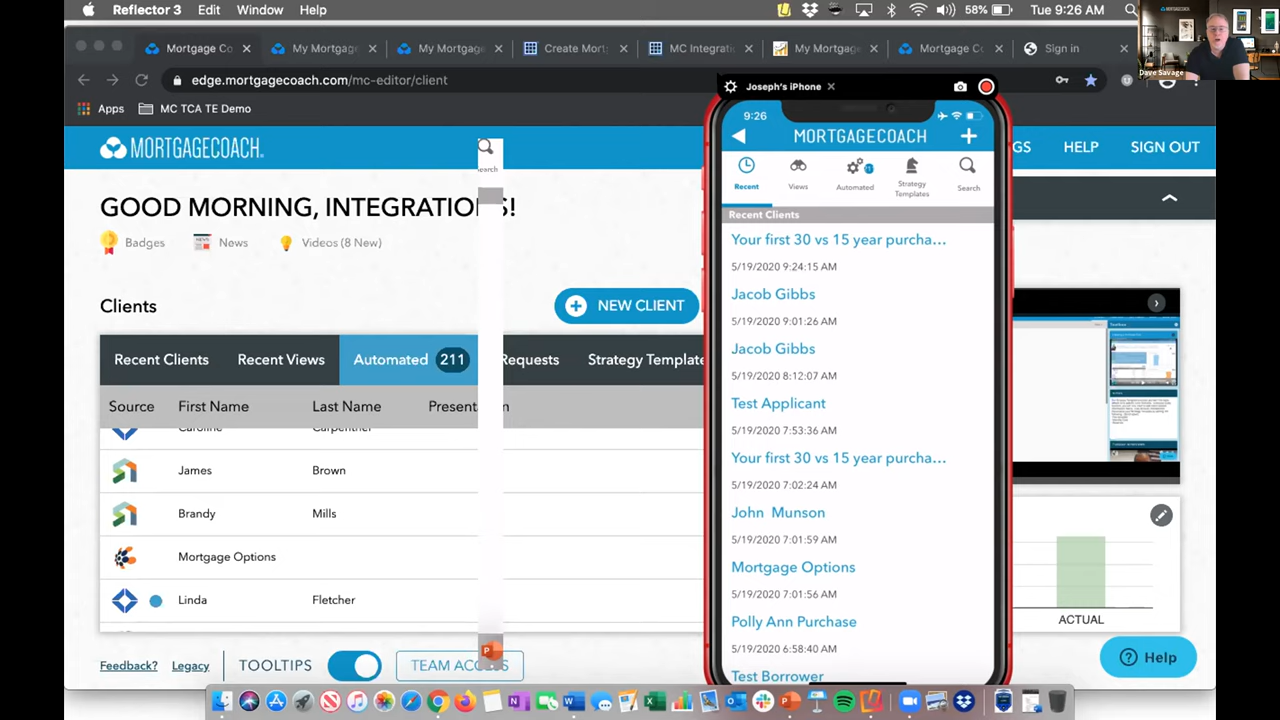 Reflector 3 Edit Window Help
58% Tue 9:26 AM
Mortgage Co
My Mortgage
My Mortgage
Create Mort
MC Integrati
My Mortgage
Mortgage C
Sign in
edge.mortgagecoach.com/mc-editor/client
Apps MC TCA TE Demo
Dave Savage
MORTGAGECOACH
HELP SIGN OUT
GOOD MORNING, INTEGRATIONS!
Badges News Videos (8 New)
Clients
NEW CLIENT
Recent Clients Recent Views Automated 211 Requests Strategy Template
Source First Name Last Name Present
James Brown
Brandy Mills
Mortgage Options
Linda Fletcher
Feedback? Legacy TOOLTIPS TEAM ACCESS
Joseph's iPhone
9:26
MORTGAGECOACH
Recent Views Automated Strategy Templates Search
Recent Clients
Your first 30 vs 15 year purcha...
5/19/2020 9:24:15 AM
Jacob Gibbs
5/19/2020 9:01:26 AM
Jacob Gibbs
5/19/2020 8:12:07 AM
Test Applicant
5/19/2020 7:53:36 AM
Your first 30 vs 15 year purcha...
5/19/2020 7:02:24 AM
John Munson
5/19/2020 7:01:59 AM
Mortgage Options
5/19/2020 7:01:56 AM
Polly Ann Purchase
5/19/2020 6:58:40 AM
Test Borrower
ACTUAL
Help